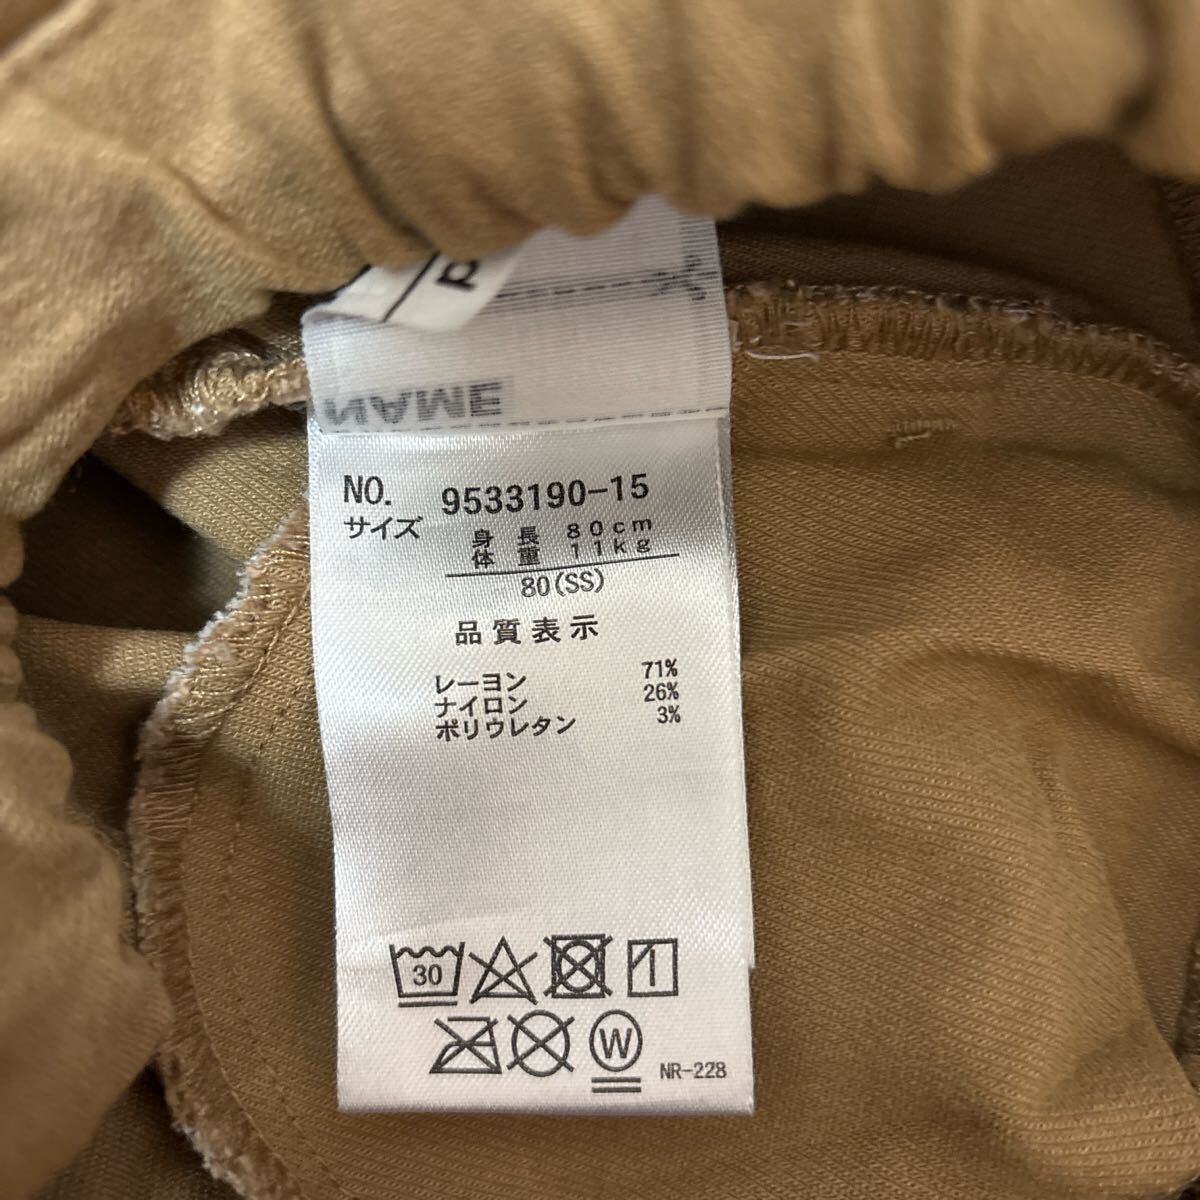 NAME
NO. 9533190-15
サイズ
身長 80cm
体重 11kg
80(SS)
品質表示
レーヨン 71%
ナイロン 26%
ポリウレタン 3%
30
W
NR-228